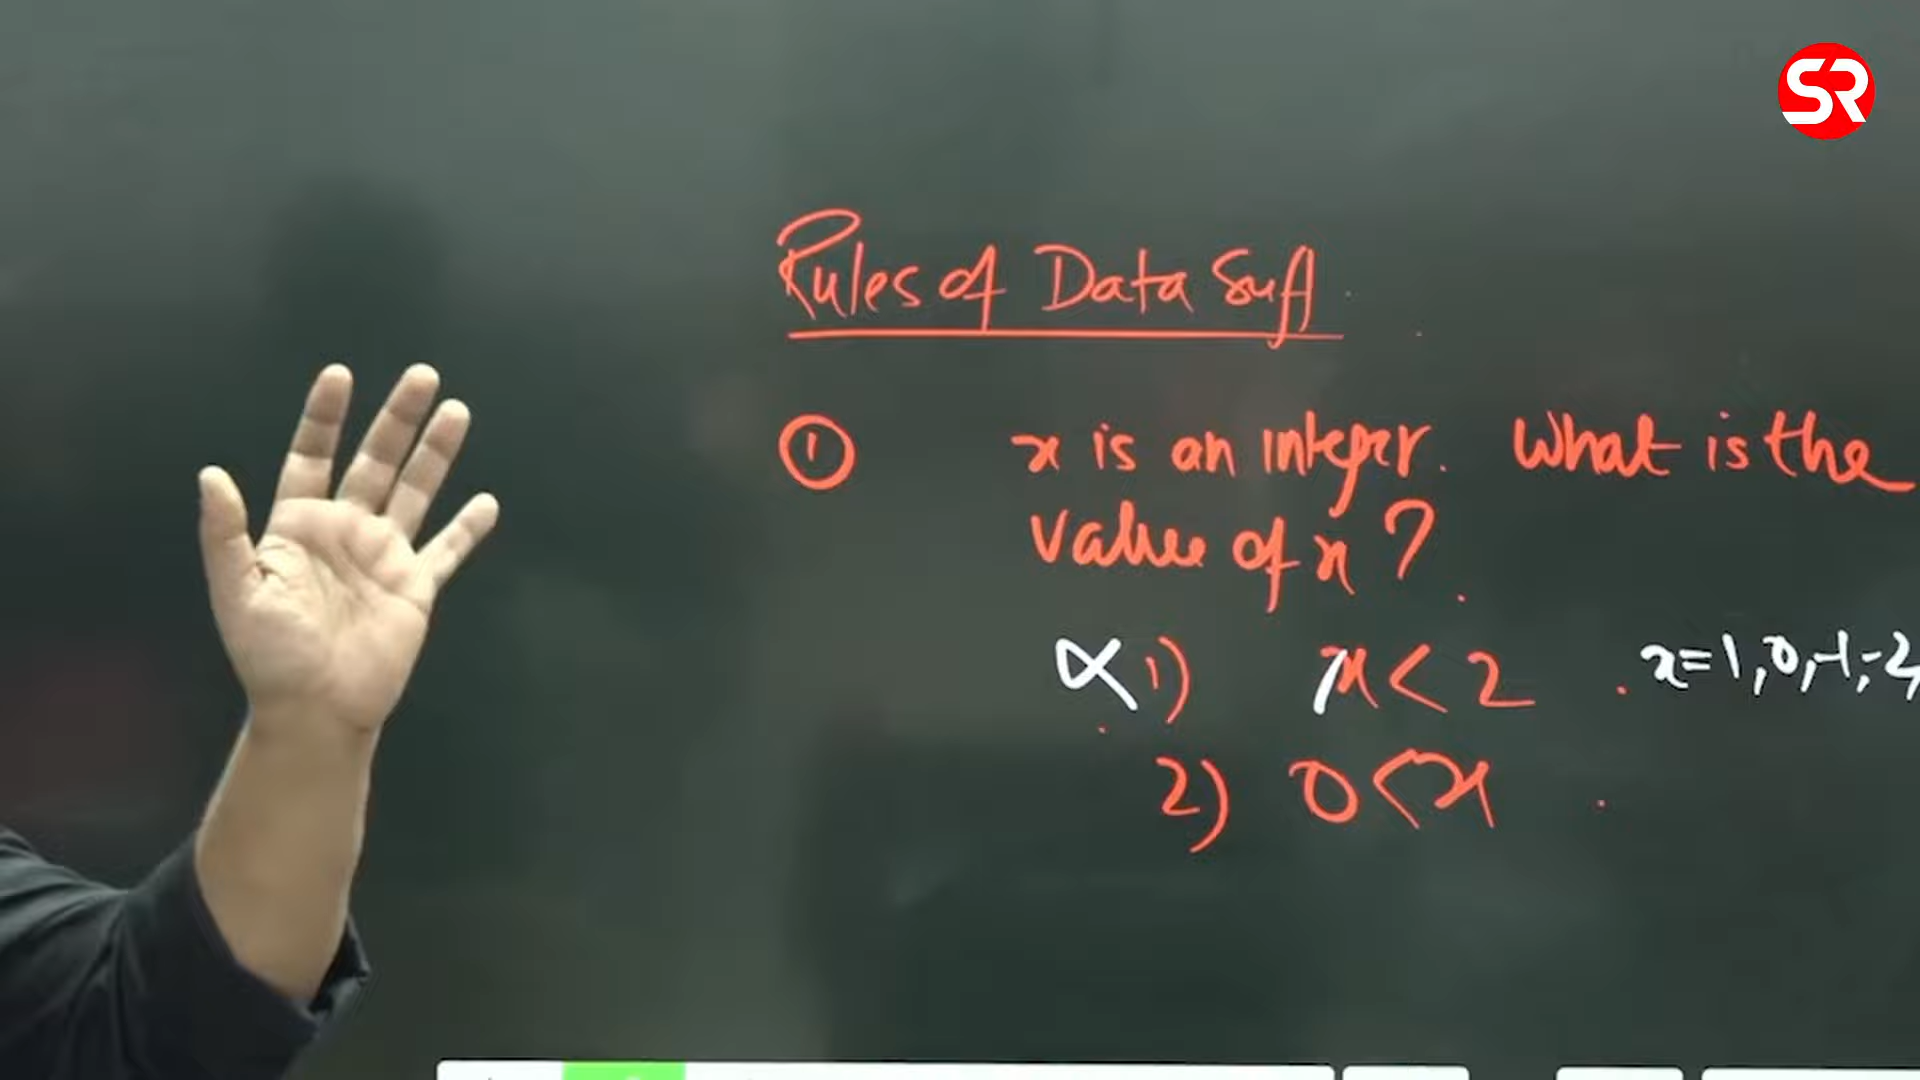 SR
Rules of Data Suff.
① x is an integer. What is the
value of x?
1) x < 2 . x=1,0,-1,-2,
2) 0<x